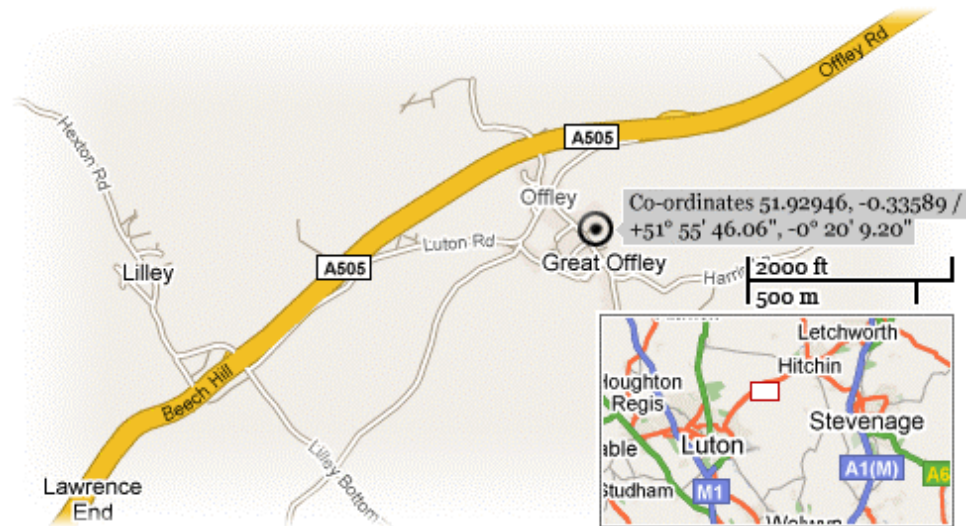 Offley Rd
A505
Hexton Rd
Offley
Co-ordinates 51.92946, -0.33589 /
+51° 55' 46.06", -0° 20' 9.20"
Luton Rd
Great Offley
Lilley
A505
2000 ft
500 m
Beech Hill
Lilley Bottom
Lawrence
End
Letchworth
Hitchin
Houghton
Regis
Stevenage
Luton
A1(M)
A6
M1
Studham